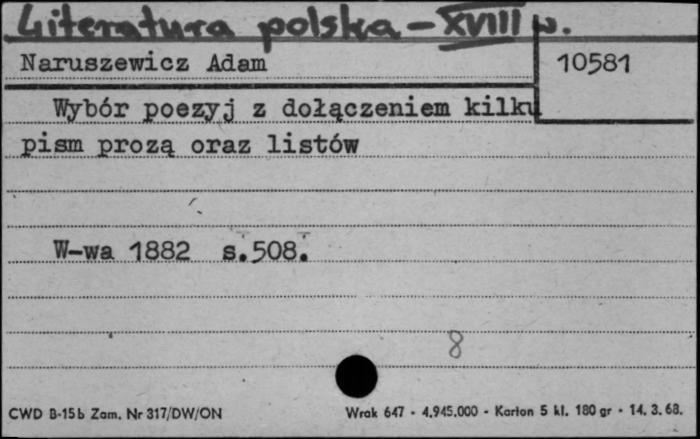 Literatura polska – XVIII w.
Naruszewicz Adam
10581
Wybór poezyj z dołączeniem kilku
pism prozą oraz listów
W-wa 1882 s.508.
8
CWD B-15b Zam. Nr 317/DW/ON
Wrak 647 - 4.945.000 - Karton 5 kl. 180 gr - 14. 3. 68.